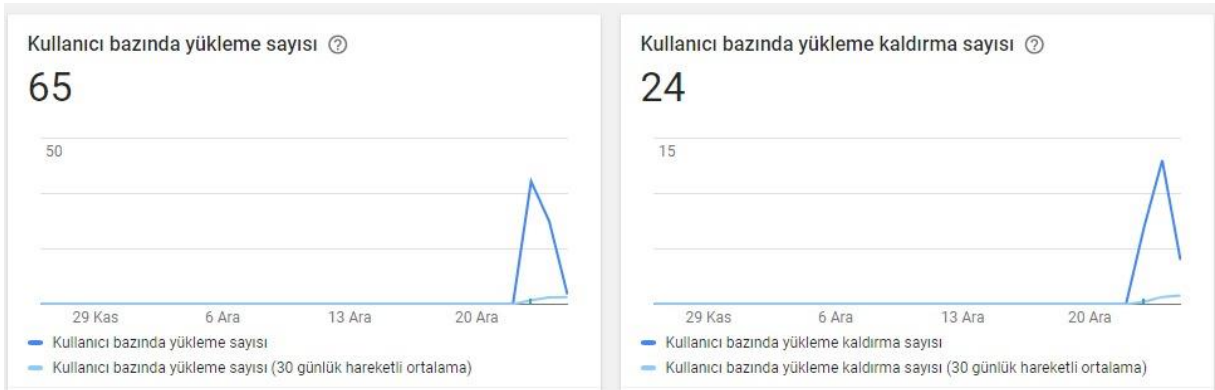 Kullanıcı bazında yükleme sayısı ?
65
50
29 Kas 6 Ara 13 Ara 20 Ara
Kullanıcı bazında yükleme sayısı
Kullanıcı bazında yükleme sayısı (30 günlük hareketli ortalama)
Kullanıcı bazında yükleme kaldırma sayısı ?
24
15
29 Kas 6 Ara 13 Ara 20 Ara
Kullanıcı bazında yükleme kaldırma sayısı
Kullanıcı bazında yükleme kaldırma sayısı (30 günlük hareketli ortalama)